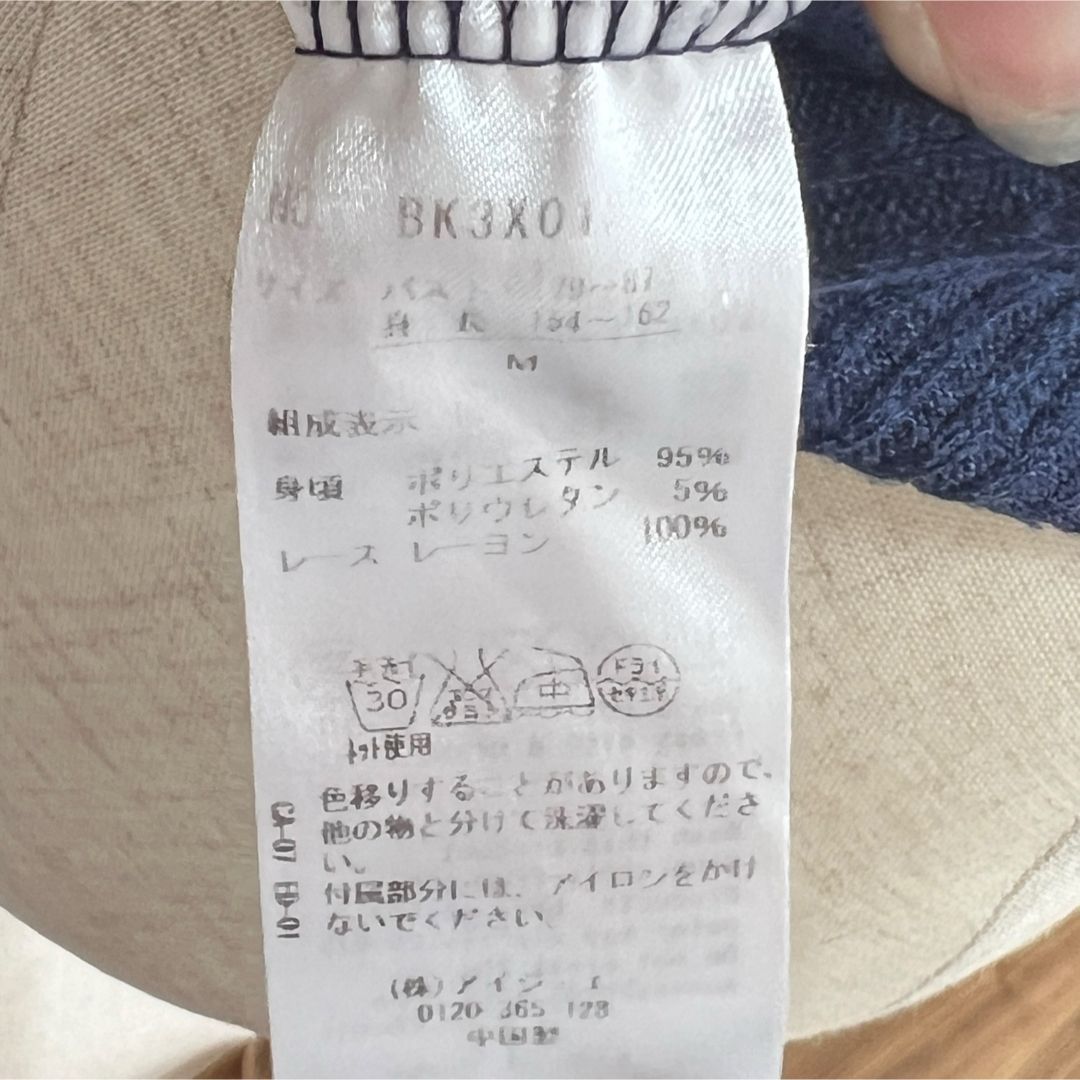 NO BK3X01
サイズ バスト 79〜87
身長 154〜162
M
組成表示
身頃 ポリエステル 95%
ポリウレタン 5%
レース レーヨン 100%
手洗イ 30
中
ドライ
セキユ系
ネット使用
色移りすることがありますので、
他の物と分けて洗濯してくださ
い。
付属部分には、アイロンをかけ
ないでください。
0120 365 128
中国製